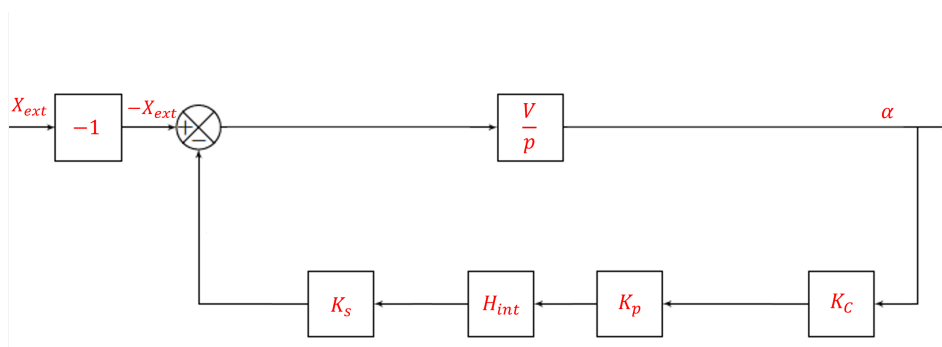 X_ext
−1
−X_ext
+
−
V
p
α
K_s
H_int
K_p
K_C